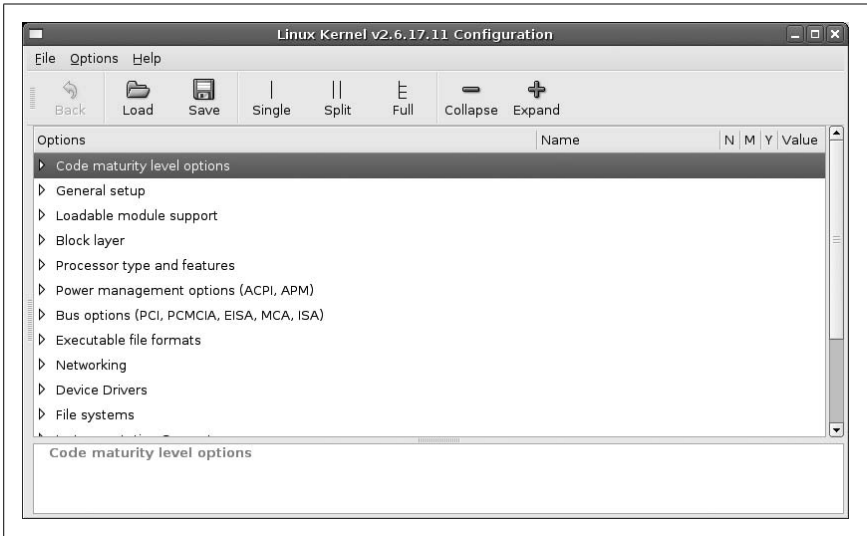 Linux Kernel v2.6.17.11 Configuration
File Options Help
Back Load Save Single Split Full Collapse Expand
Options Name N M Y Value
Code maturity level options
General setup
Loadable module support
Block layer
Processor type and features
Power management options (ACPI, APM)
Bus options (PCI, PCMCIA, EISA, MCA, ISA)
Executable file formats
Networking
Device Drivers
File systems
Code maturity level options